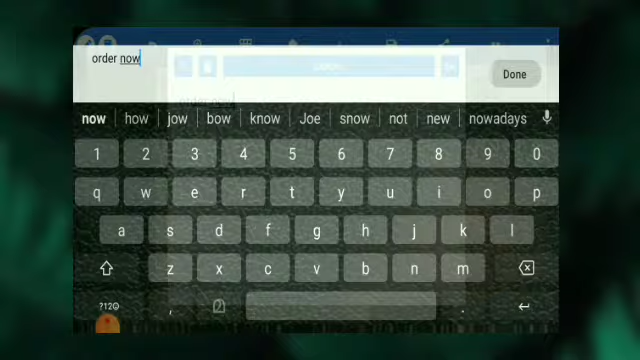 order now
Done
now how jow bow know Joe snow not new nowadays
1 2 3 4 5 6 7 8 9 0
q w e r t y u i o p
a s d f g h j k l
z x c v b n m
?12☺ , .